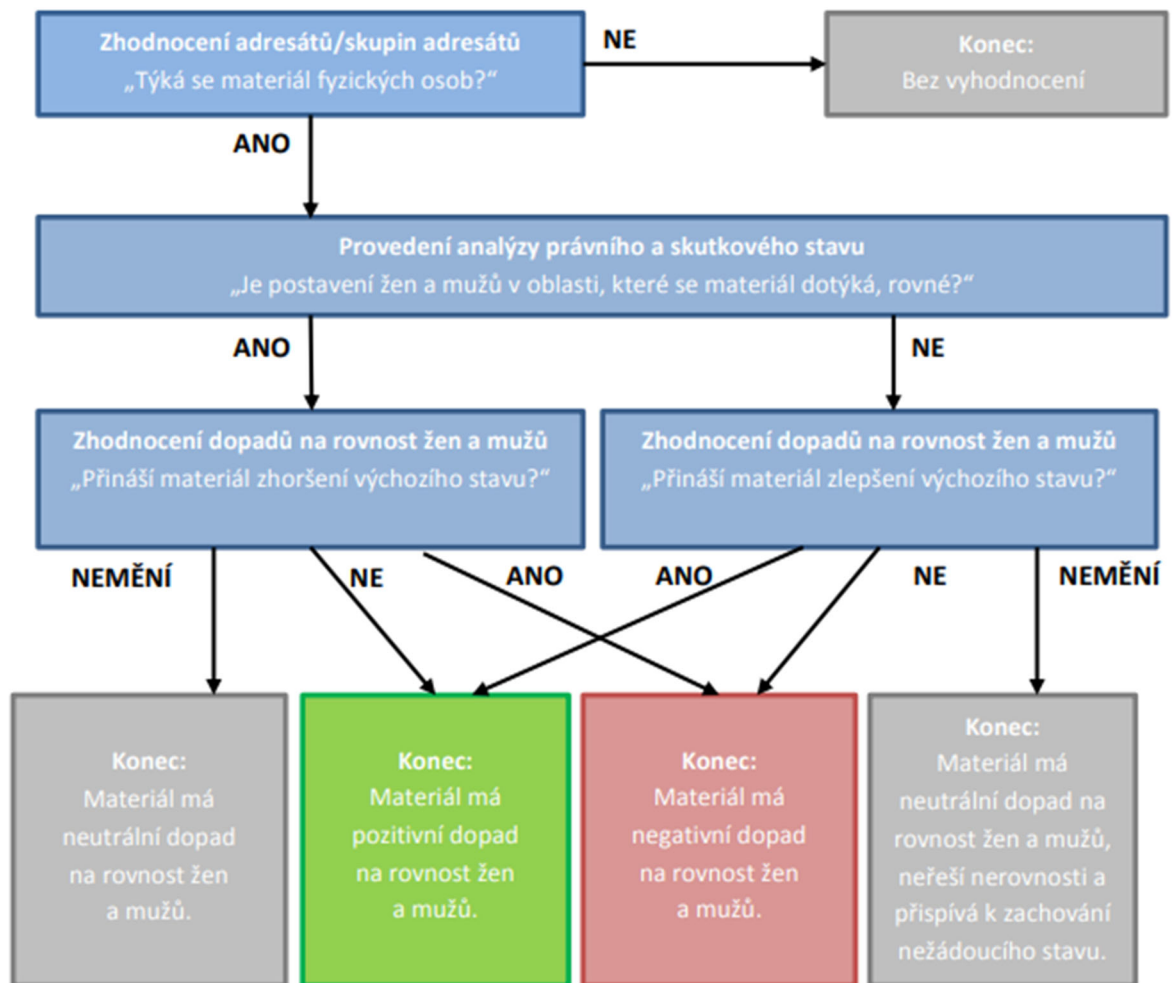 Zhodnocení adresátů/skupin adresátů
„Týká se materiál fyzických osob?“
NE
Konec:
Bez vyhodnocení
ANO
Provedení analýzy právního a skutkového stavu
„Je postavení žen a mužů v oblasti, které se materiál dotýká, rovné?“
ANO
NE
Zhodnocení dopadů na rovnost žen a mužů
„Přináší materiál zhoršení výchozího stavu?“
Zhodnocení dopadů na rovnost žen a mužů
„Přináší materiál zlepšení výchozího stavu?“
NEMĚNÍ
NE
ANO
ANO
NE
NEMĚNÍ
Konec:
Materiál má
neutrální dopad
na rovnost žen
a mužů.
Konec:
Materiál má
pozitivní dopad
na rovnost žen
a mužů.
Konec:
Materiál má
negativní dopad
na rovnost žen
a mužů.
Konec:
Materiál má
neutrální dopad na
rovnost žen a mužů,
neřeší nerovnosti a
přispívá k zachování
nežádoucího stavu.